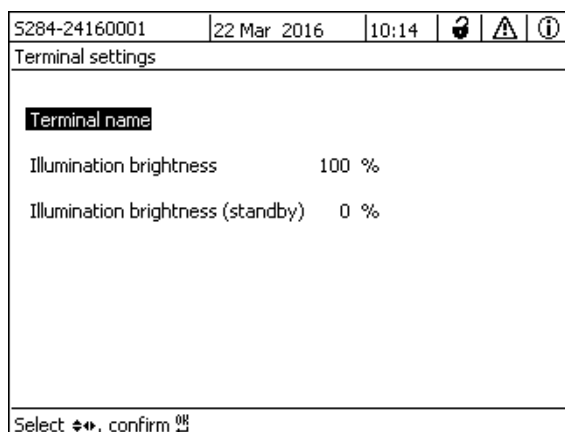 S284-24160001 22 Mar 2016 10:14
Terminal settings
Terminal name
Illumination brightness 100 %
Illumination brightness (standby) 0 %
Select , confirm OK